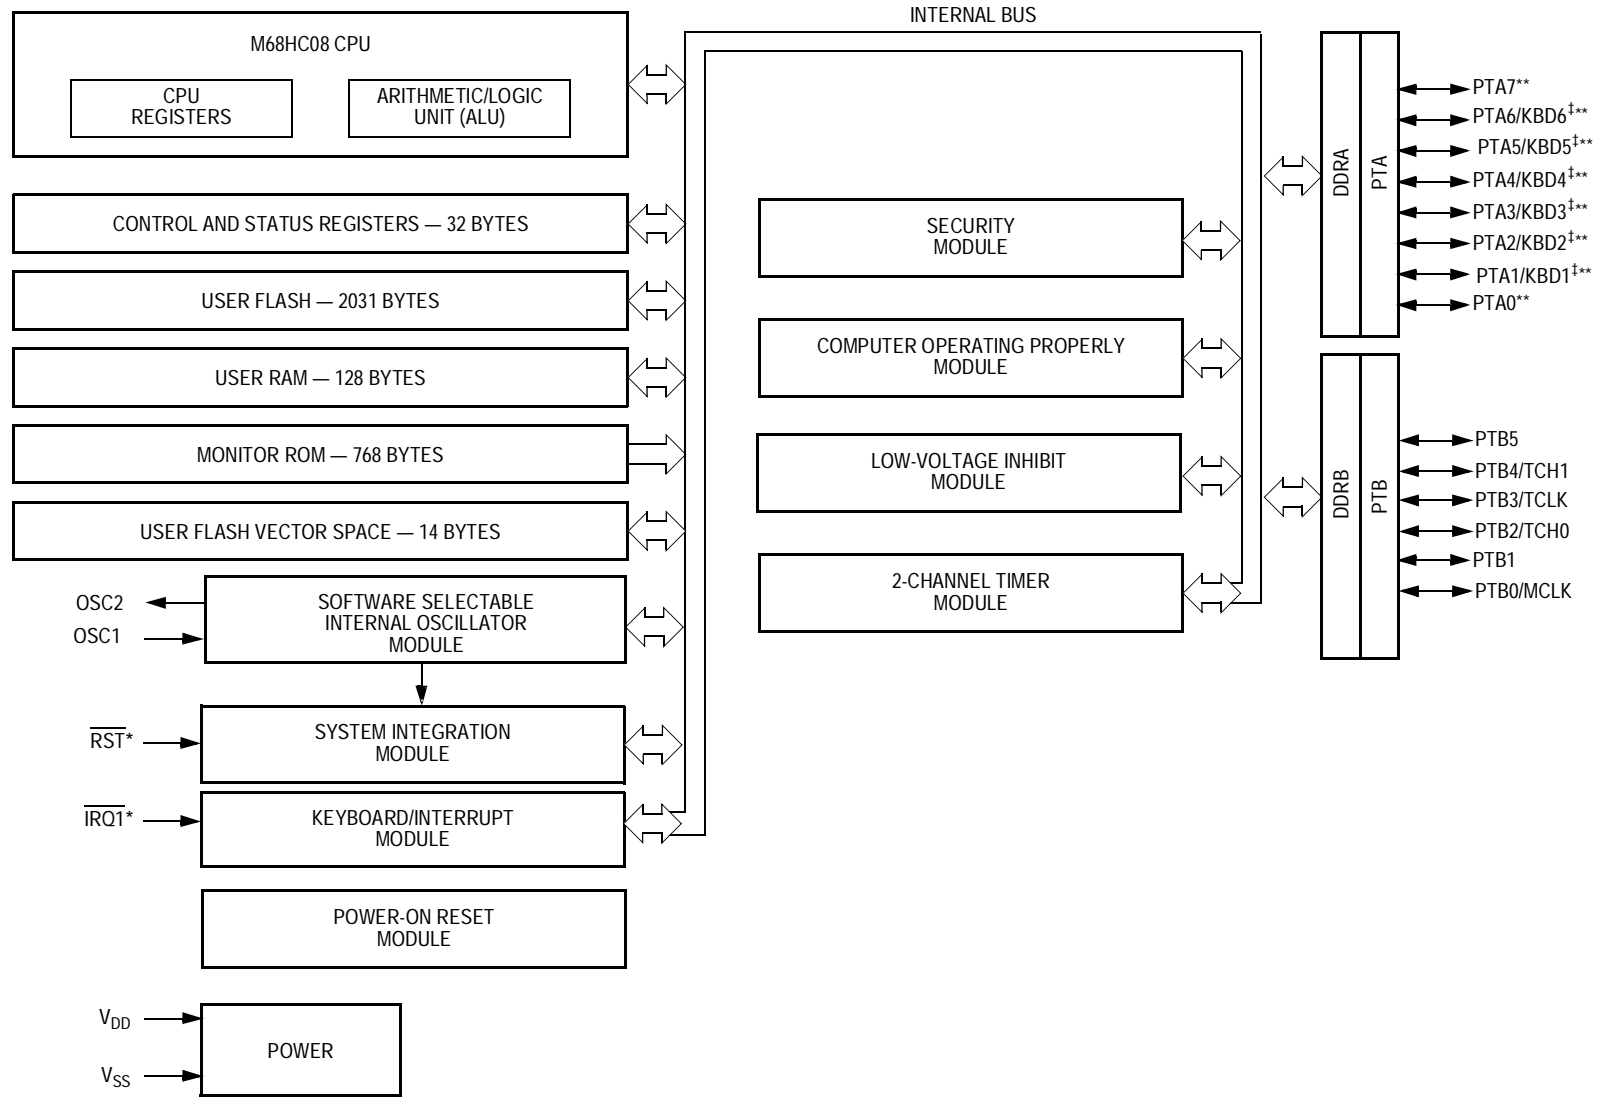 INTERNAL BUS
M68HC08 CPU
CPU
REGISTERS
ARITHMETIC/LOGIC
UNIT (ALU)
CONTROL AND STATUS REGISTERS — 32 BYTES
USER FLASH — 2031 BYTES
USER RAM — 128 BYTES
MONITOR ROM — 768 BYTES
USER FLASH VECTOR SPACE — 14 BYTES
OSC2
OSC1
SOFTWARE SELECTABLE
INTERNAL OSCILLATOR
MODULE
RST*
SYSTEM INTEGRATION
MODULE
IRQ1*
KEYBOARD/INTERRUPT
MODULE
POWER-ON RESET
MODULE
VDD
VSS
POWER
SECURITY
MODULE
COMPUTER OPERATING PROPERLY
MODULE
LOW-VOLTAGE INHIBIT
MODULE
2-CHANNEL TIMER
MODULE
DDRA
PTA
PTA7**
PTA6/KBD6‡**
PTA5/KBD5‡**
PTA4/KBD4‡**
PTA3/KBD3‡**
PTA2/KBD2‡**
PTA1/KBD1‡**
PTA0**
DDRB
PTB
PTB5
PTB4/TCH1
PTB3/TCLK
PTB2/TCH0
PTB1
PTB0/MCLK